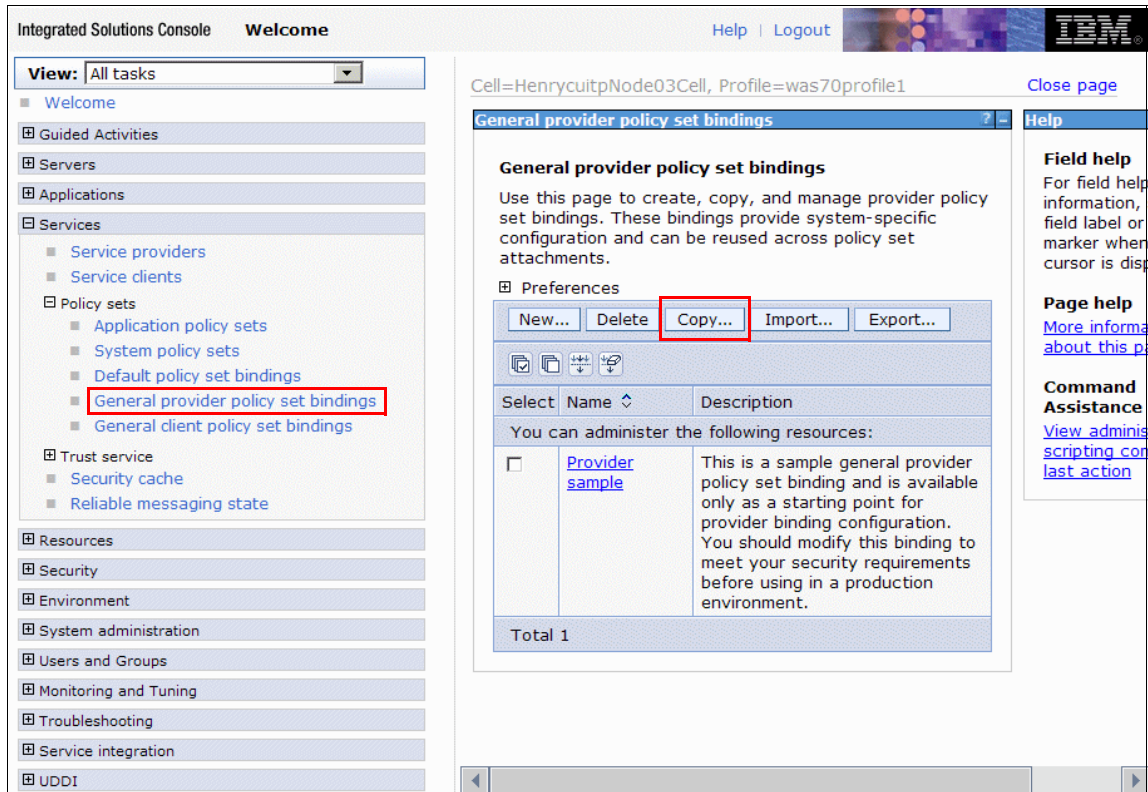 Integrated Solutions Console Welcome Help | Logout IBM
View: All tasks
Welcome
Guided Activities
Servers
Applications
Services
Service providers
Service clients
Policy sets
Application policy sets
System policy sets
Default policy set bindings
General provider policy set bindings
General client policy set bindings
Trust service
Security cache
Reliable messaging state
Resources
Security
Environment
System administration
Users and Groups
Monitoring and Tuning
Troubleshooting
Service integration
UDDI
Cell=HenrycuitpNode03Cell, Profile=was70profile1 Close page
General provider policy set bindings ? -
General provider policy set bindings
Use this page to create, copy, and manage provider policy
set bindings. These bindings provide system-specific
configuration and can be reused across policy set
attachments.
Preferences
New... Delete Copy... Import... Export...
Select Name Description
You can administer the following resources:
Provider
sample
This is a sample general provider
policy set binding and is available
only as a starting point for
provider binding configuration.
You should modify this binding to
meet your security requirements
before using in a production
environment.
Total 1
Help
Field help
For field help
information,
field label or
marker when
cursor is disp
Page help
More informa
about this pa
Command
Assistance
View adminis
scripting con
last action